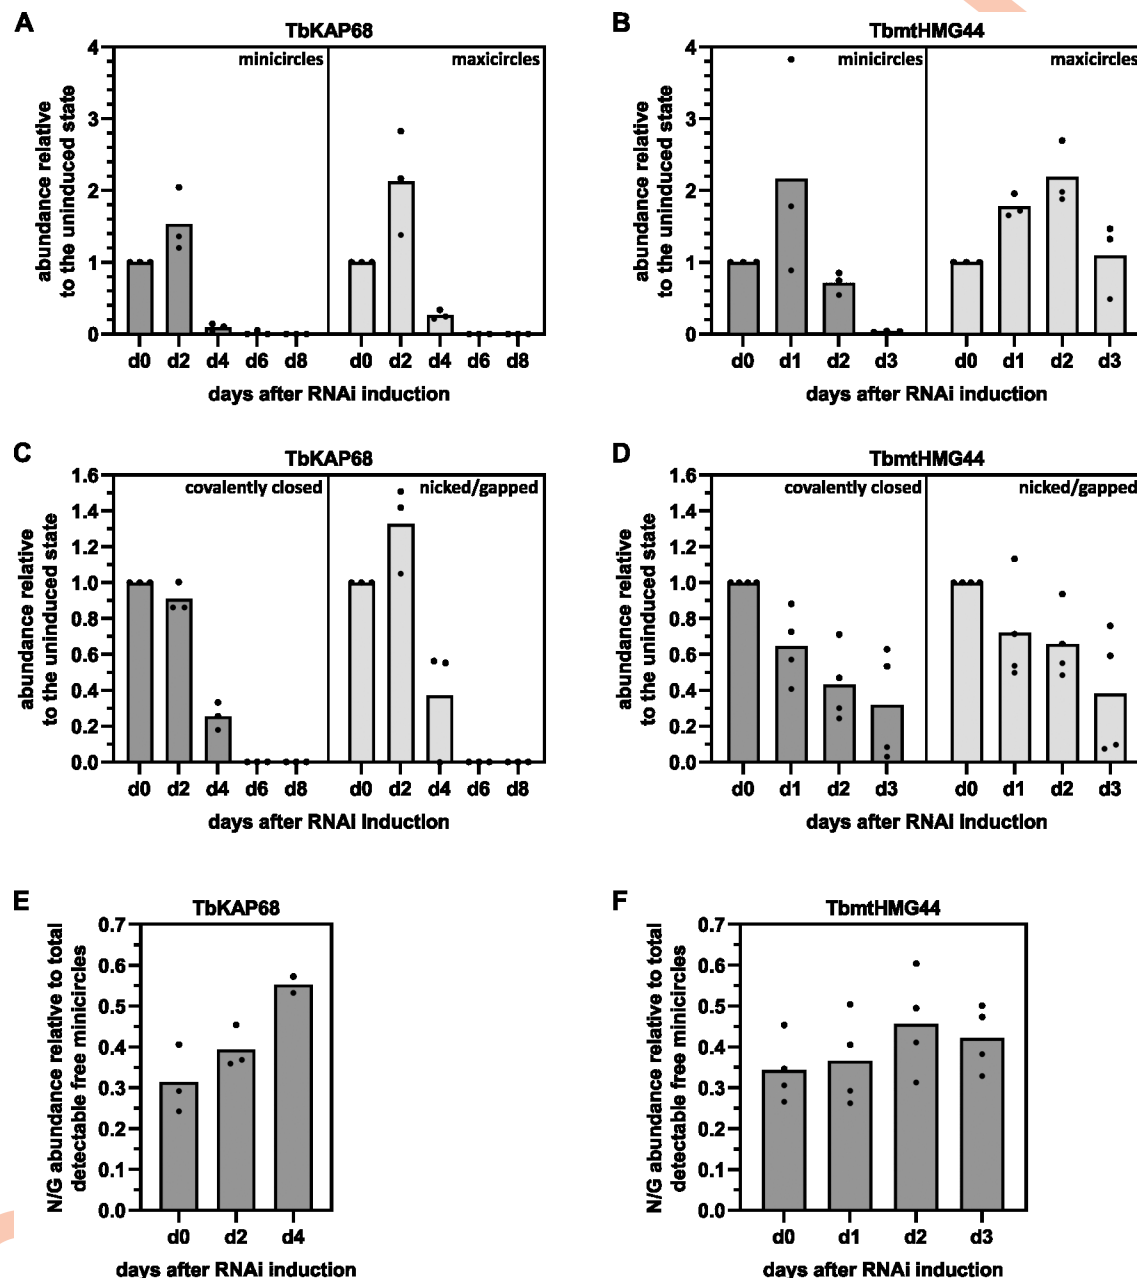 A
TbKAP68
abundance relative
to the uninduced state
4
3
2
1
0
minicircles
maxicircles
d0 d2 d4 d6 d8 d0 d2 d4 d6 d8
days after RNAi induction
B
TbmtHMG44
abundance relative
to the uninduced state
4
3
2
1
0
minicircles
maxicircles
d0 d1 d2 d3 d0 d1 d2 d3
days after RNAi induction
C
TbKAP68
abundance relative
to the uninduced state
1.6
1.4
1.2
1.0
0.8
0.6
0.4
0.2
0.0
covalently closed
nicked/gapped
d0 d2 d4 d6 d8 d0 d2 d4 d6 d8
days after RNAi induction
D
TbmtHMG44
abundance relative
to the uninduced state
1.6
1.4
1.2
1.0
0.8
0.6
0.4
0.2
0.0
covalently closed
nicked/gapped
d0 d1 d2 d3 d0 d1 d2 d3
days after RNAi induction
E
TbKAP68
N/G abundance relative to total
detectable free minicircles
0.7
0.6
0.5
0.4
0.3
0.2
0.1
0.0
d0 d2 d4
days after RNAi induction
F
TbmtHMG44
N/G abundance relative to total
detectable free minicircles
0.7
0.6
0.5
0.4
0.3
0.2
0.1
0.0
d0 d1 d2 d3
days after RNAi induction